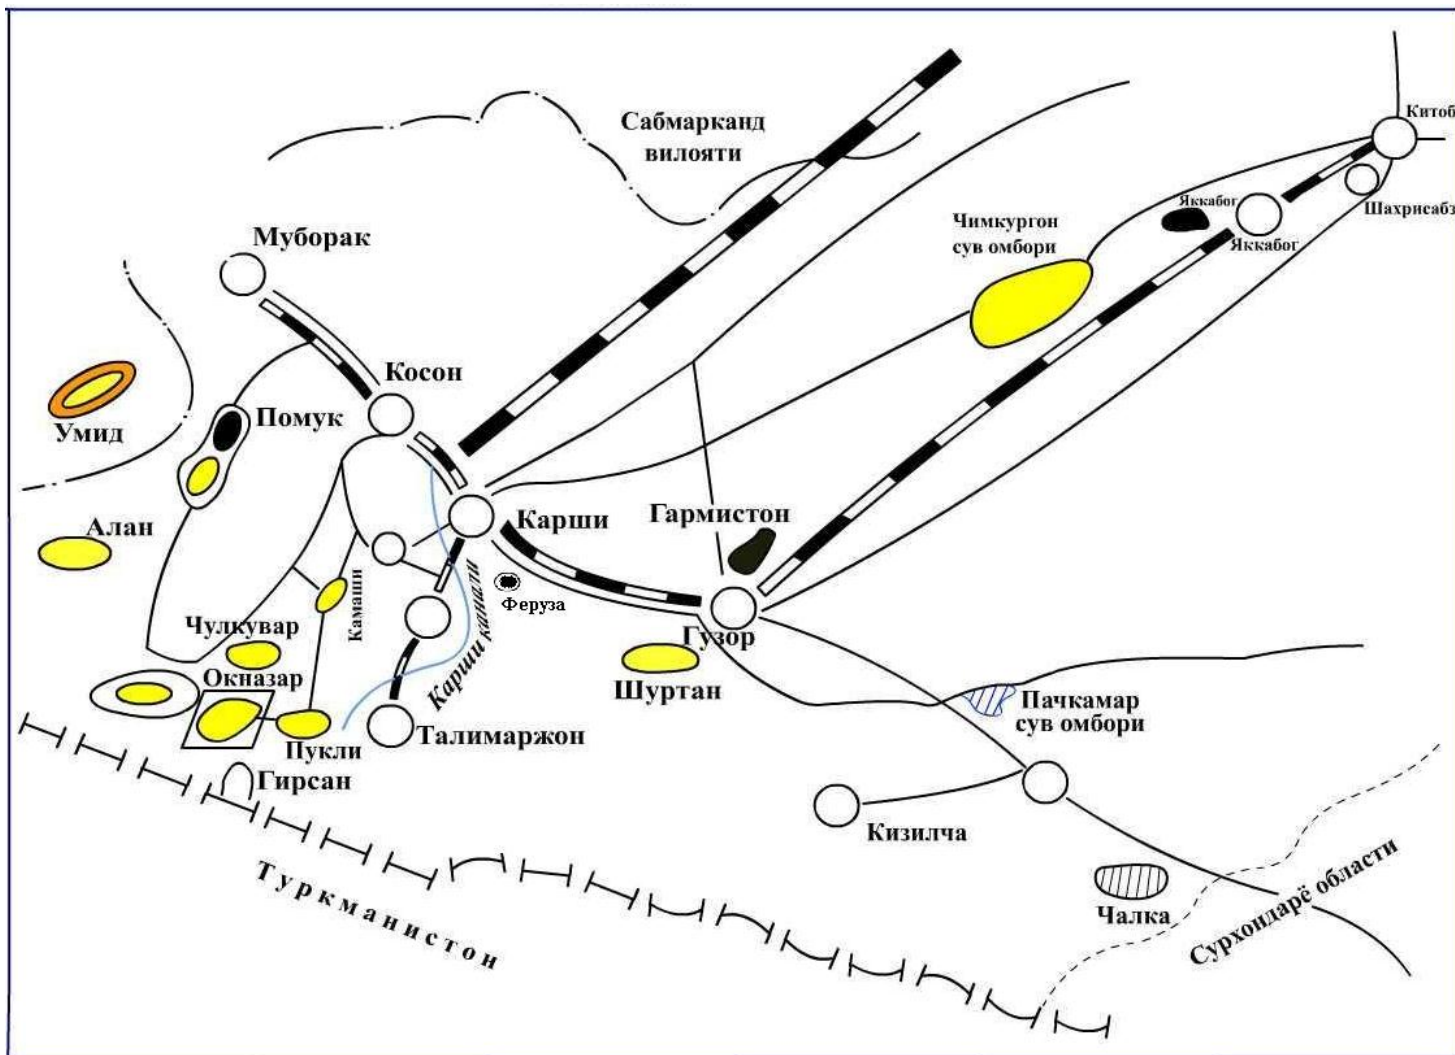 Китоб
Сабмарканд
вилояти
Яккабог
Шахрисабз
Чимкургон
сув омбори
Яккабог
Муборак
Косон
Помук
Умид
Алан
Карши
Гармистон
Феруза
Камаши
Карши канали
Чулкувар
Гузор
Окназар
Шуртан
Пачкамар
сув омбори
Пукли
Талимаржон
Гирсан
Кизилча
Туркманистон
Чалка
Сурхондарё области